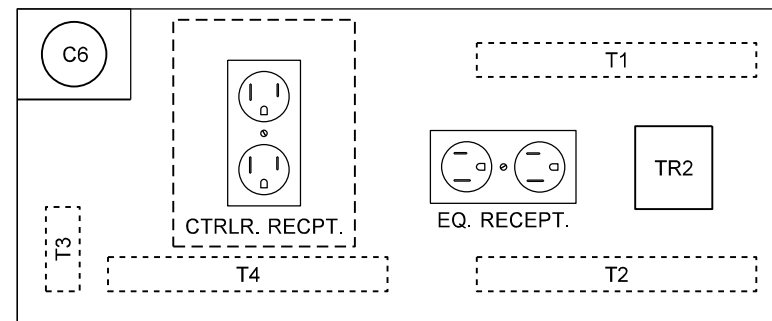 C6
T1
TR2
CTRLR. RECPT.
EQ. RECEPT.
T3
T4
T2